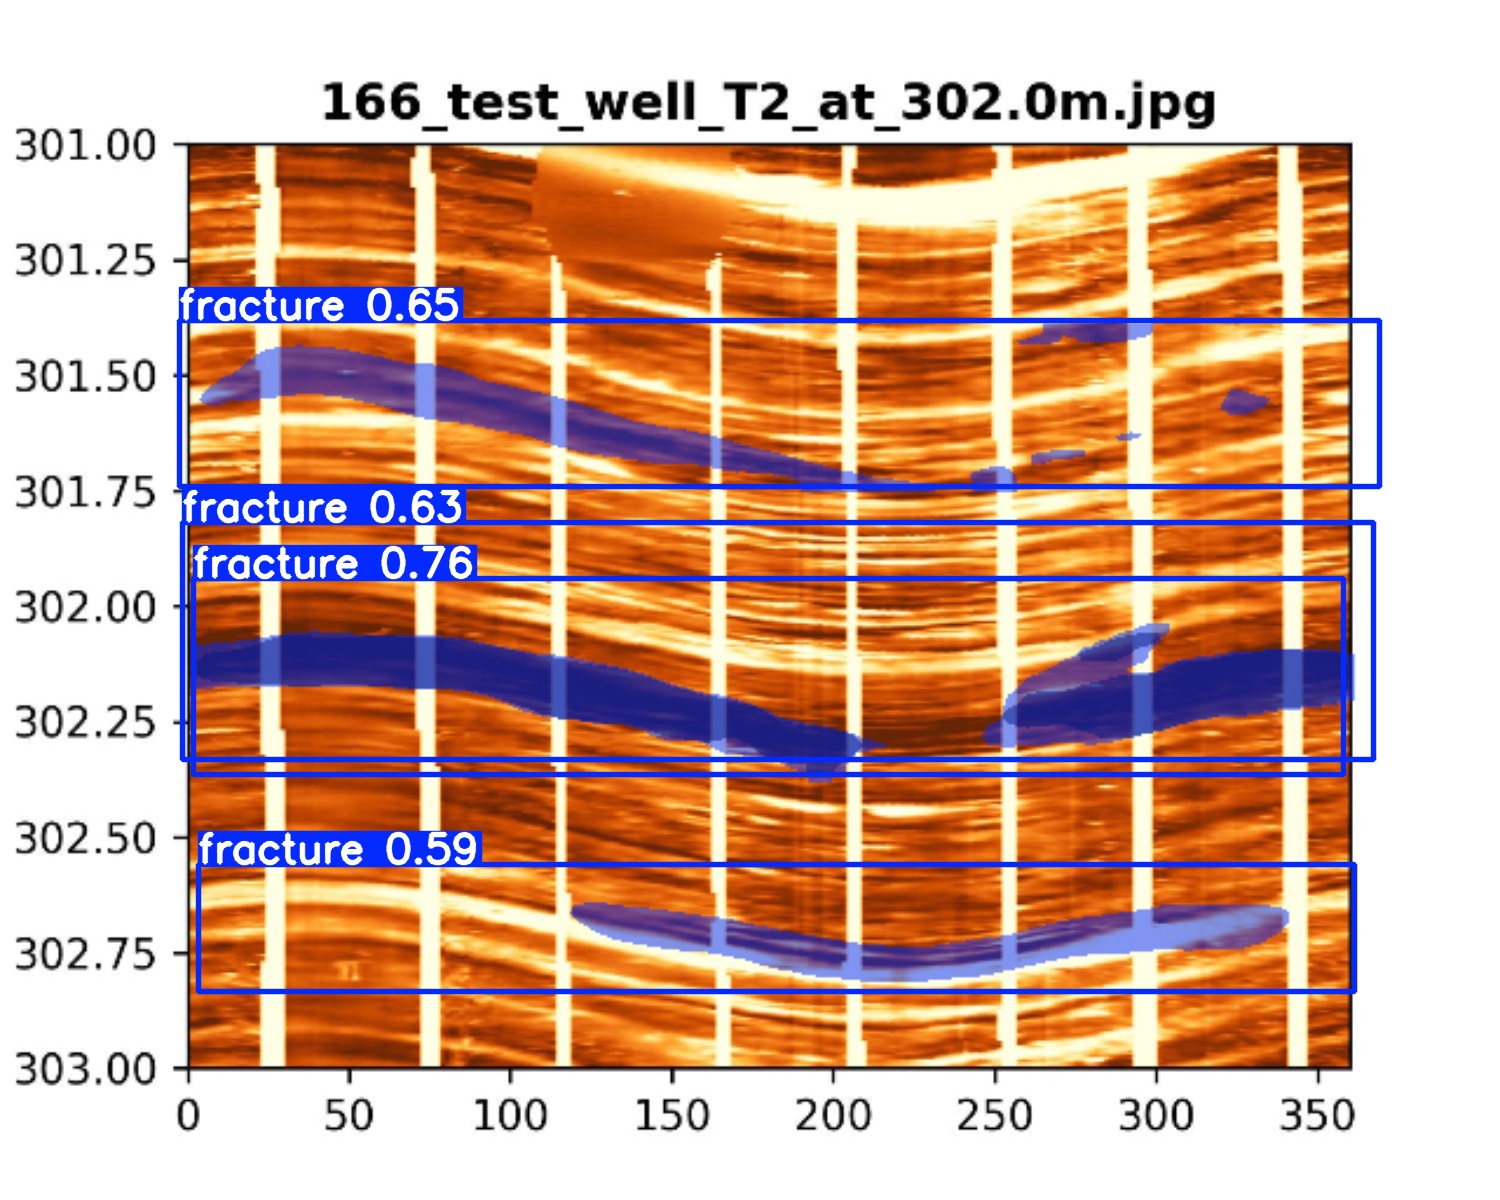 166_test_well_T2_at_302.0m.jpg
301.00
301.25
fracture 0.65
301.50
301.75
fracture 0.63
fracture 0.76
302.00
302.25
302.50
fracture 0.59
302.75
303.00
0 50 100 150 200 250 300 350